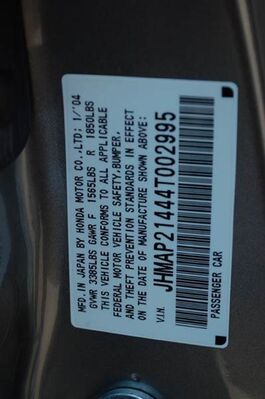 MFD. IN JAPAN BY HONDA MOTOR CO., LTD; 1/'04
GVWR 3385LBS GAWR F 1565LBS R 1850LBS
THIS VEHICLE CONFORMS TO ALL APPLICABLE
FEDERAL MOTOR VEHICLE SAFETY, BUMPER,
AND THEFT PREVENTION STANDARDS IN EFFECT
ON THE DATE OF MANUFACTURE SHOWN ABOVE:
V.I.N. JHMAP21444T002995
PASSENGER CAR